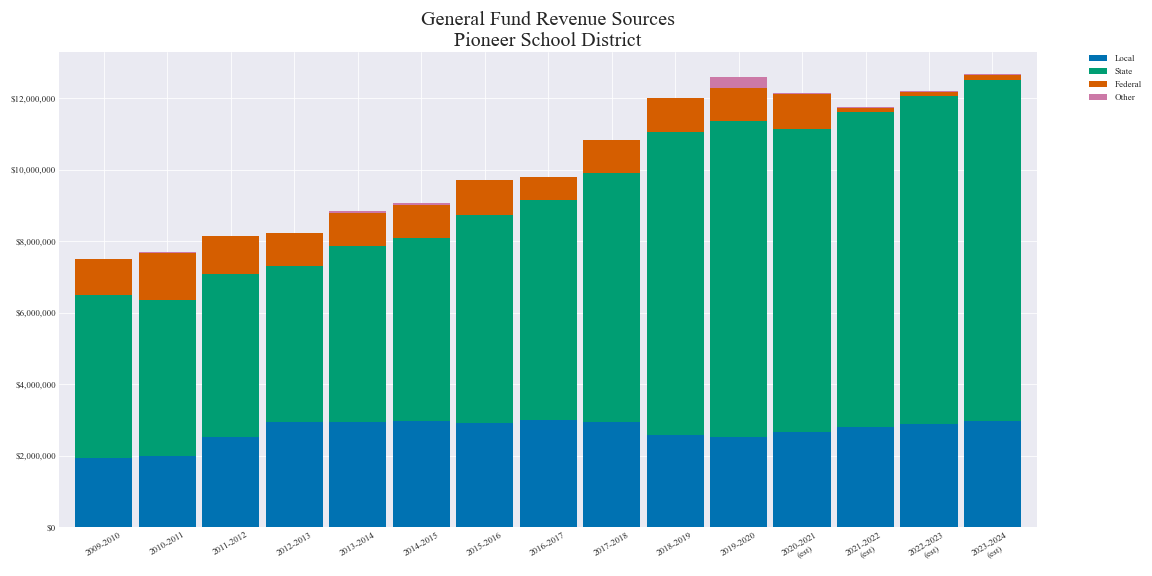 General Fund Revenue Sources
Pioneer School District
Local
State
Federal
Other
$12,000,000
$10,000,000
$8,000,000
$6,000,000
$4,000,000
$2,000,000
$0
2009-2010
2010-2011
2011-2012
2012-2013
2013-2014
2014-2015
2015-2016
2016-2017
2017-2018
2018-2019
2019-2020
2020-2021
(est)
2021-2022
(est)
2022-2023
(est)
2023-2024
(est)